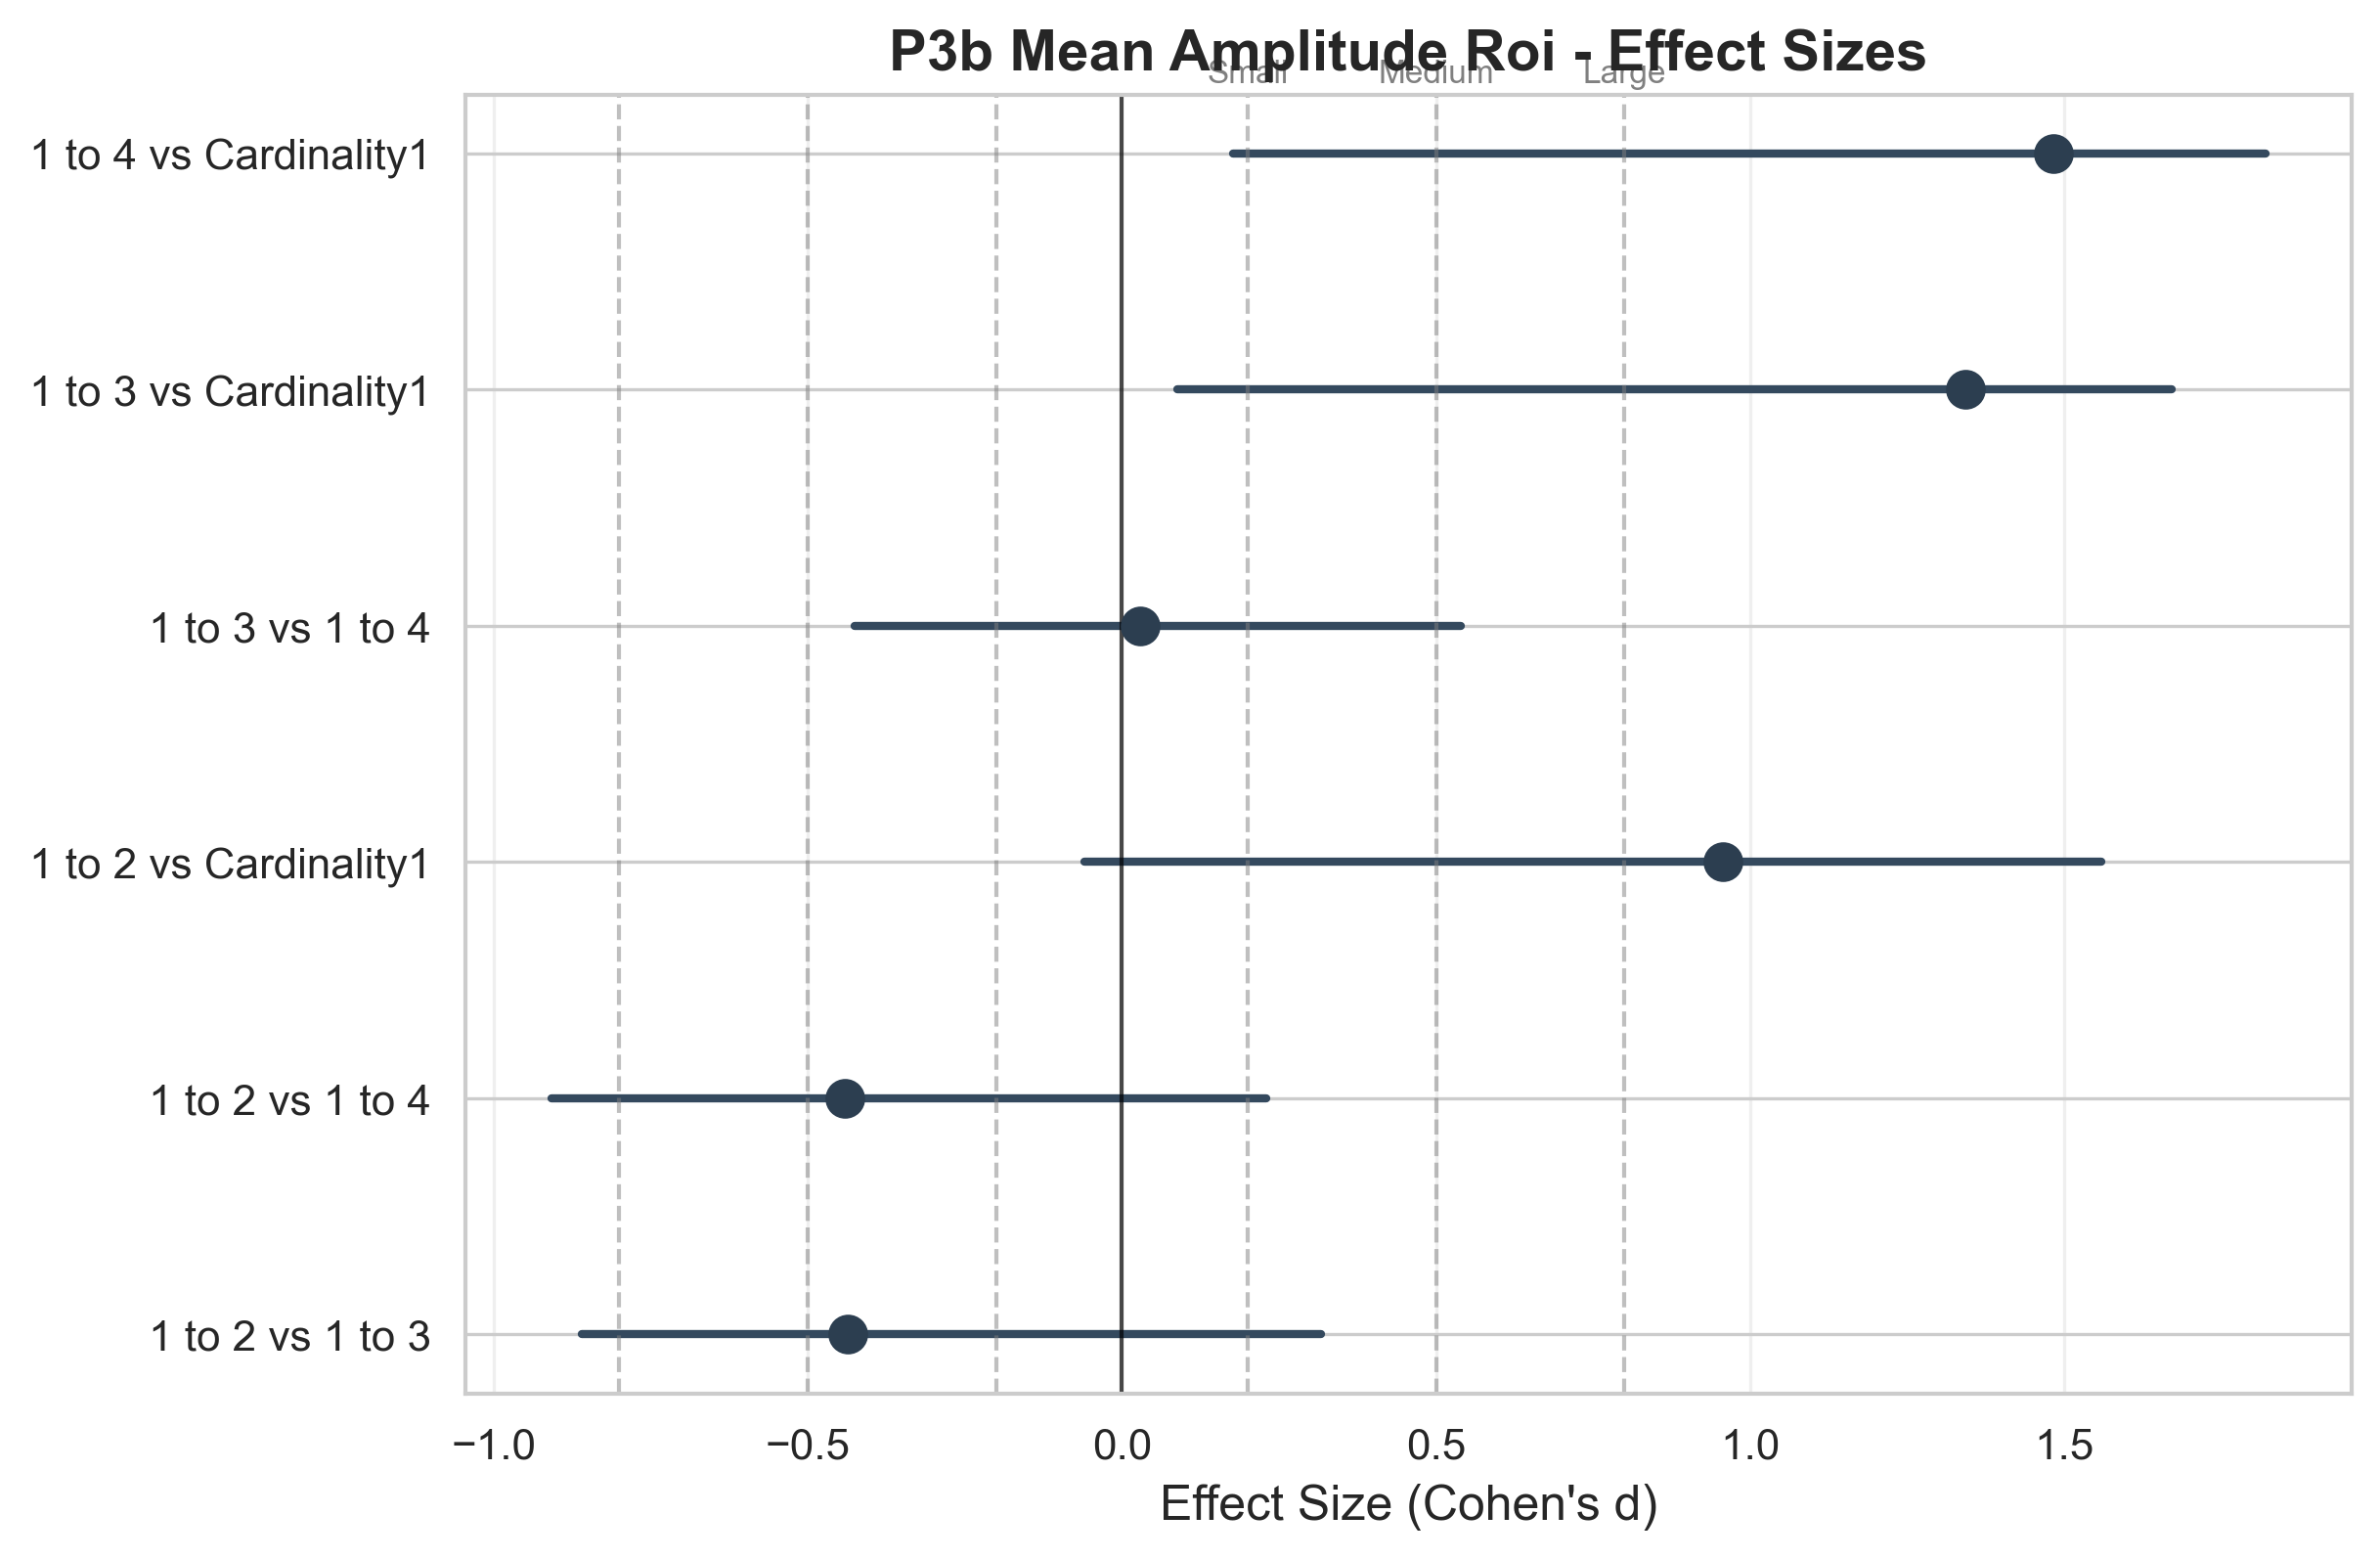 P3b Mean Amplitude Roi - Effect Sizes
Small Medium Large
1 to 4 vs Cardinality1
1 to 3 vs Cardinality1
1 to 3 vs 1 to 4
1 to 2 vs Cardinality1
1 to 2 vs 1 to 4
1 to 2 vs 1 to 3
−1.0 −0.5 0.0 0.5 1.0 1.5
Effect Size (Cohen's d)